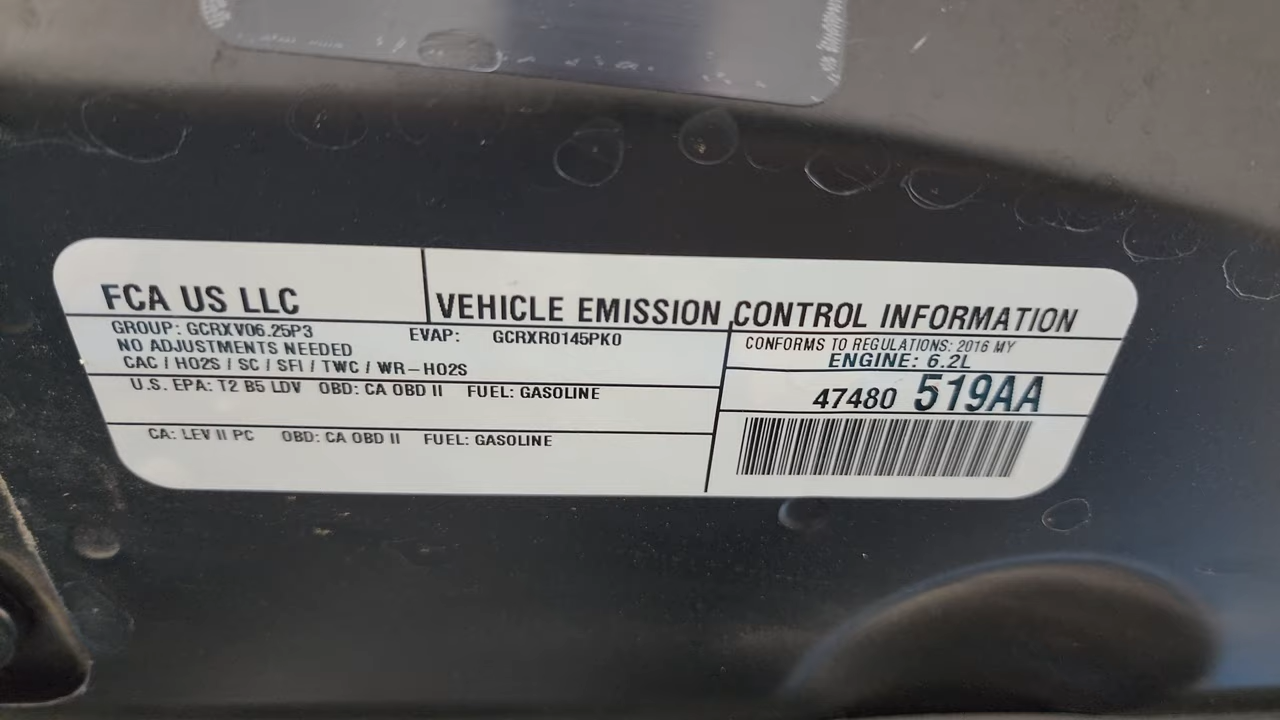 FCA US LLC
VEHICLE EMISSION CONTROL INFORMATION
GROUP: GCRXV06.25P3 EVAP: GCRXR0145PK0
NO ADJUSTMENTS NEEDED
CAC / HO2S / SC / SFI / TWC / WR-HO2S
U.S. EPA: T2 B5 LDV OBD: CA OBD II FUEL: GASOLINE
CA: LEV II PC OBD: CA OBD II FUEL: GASOLINE
CONFORMS TO REGULATIONS: 2016 MY
ENGINE: 6.2L
47480 519AA